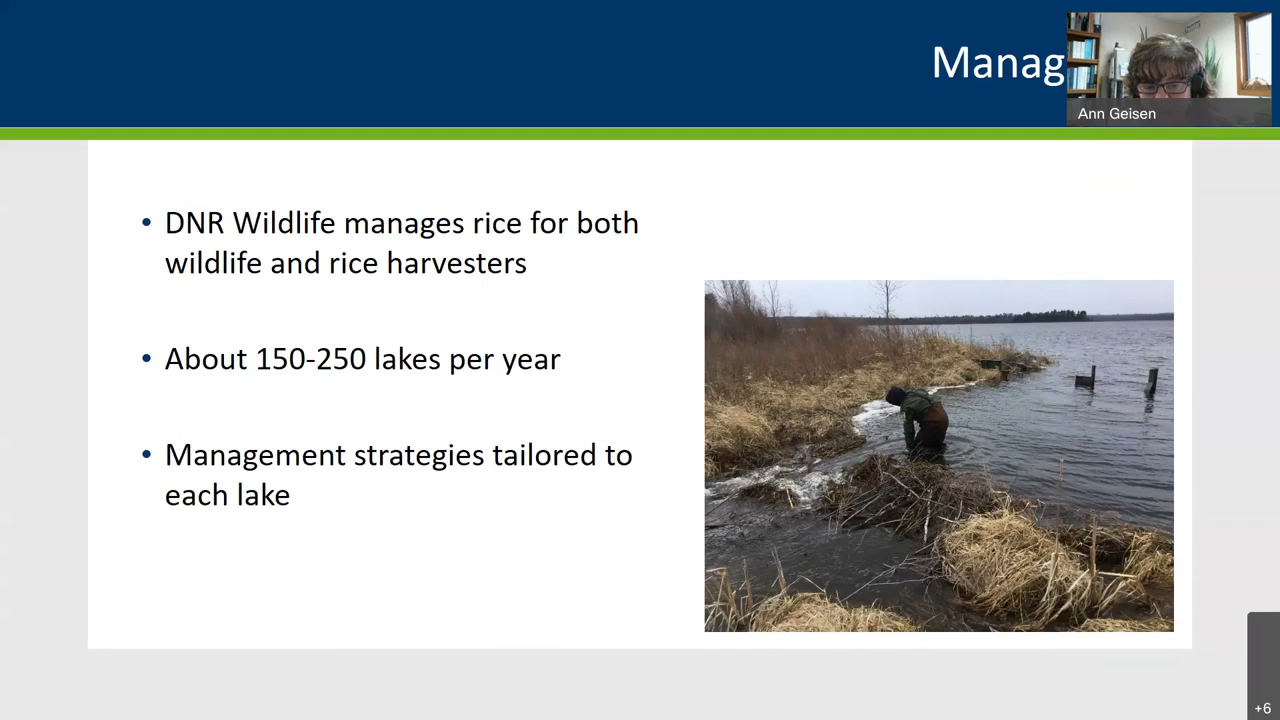 Manag
Ann Geisen
• DNR Wildlife manages rice for both
wildlife and rice harvesters
• About 150-250 lakes per year
• Management strategies tailored to
each lake
+6